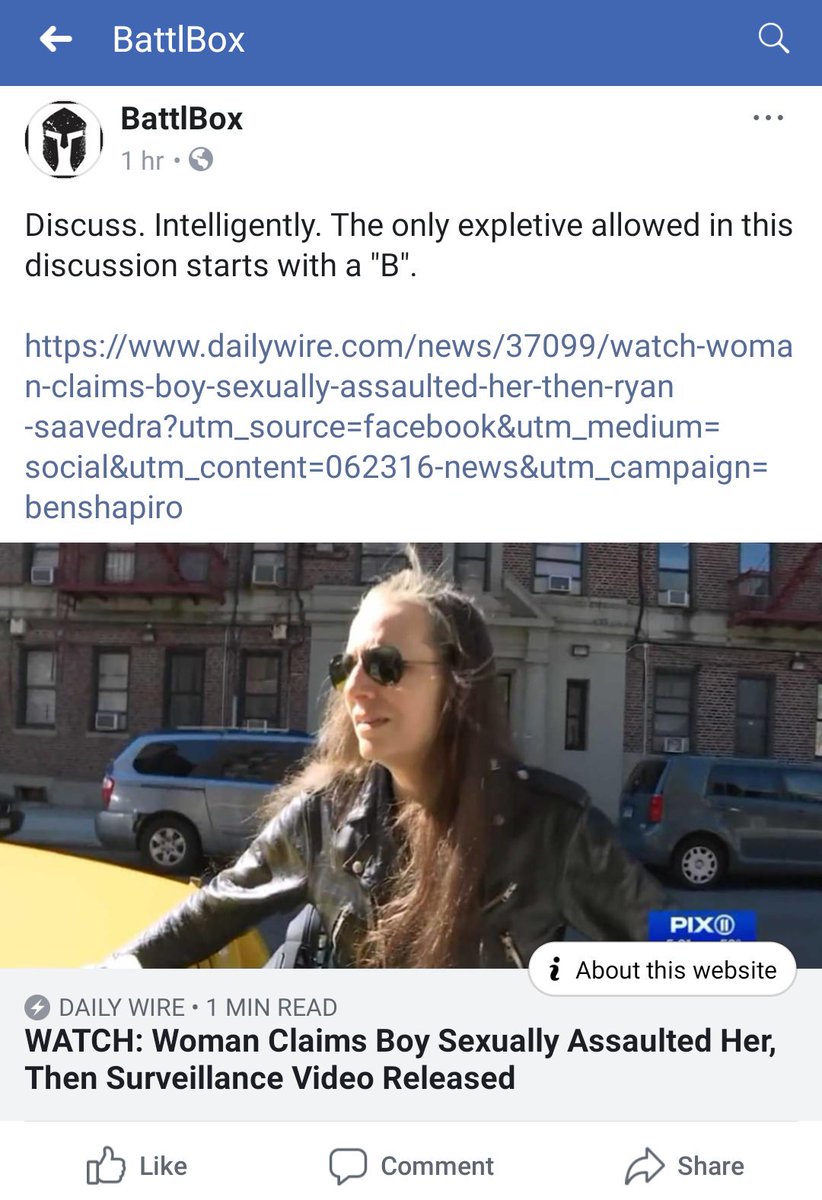 BattlBox
BattlBox
1 hr •
Discuss. Intelligently. The only expletive allowed in this
discussion starts with a "B".
https://www.dailywire.com/news/37099/watch-woma
n-claims-boy-sexually-assaulted-her-then-ryan
-saavedra?utm_source=facebook&utm_medium=
social&utm_content=062316-news&utm_campaign=
benshapiro
PIX11
i About this website
DAILY WIRE • 1 MIN READ
WATCH: Woman Claims Boy Sexually Assaulted Her,
Then Surveillance Video Released
Like Comment Share